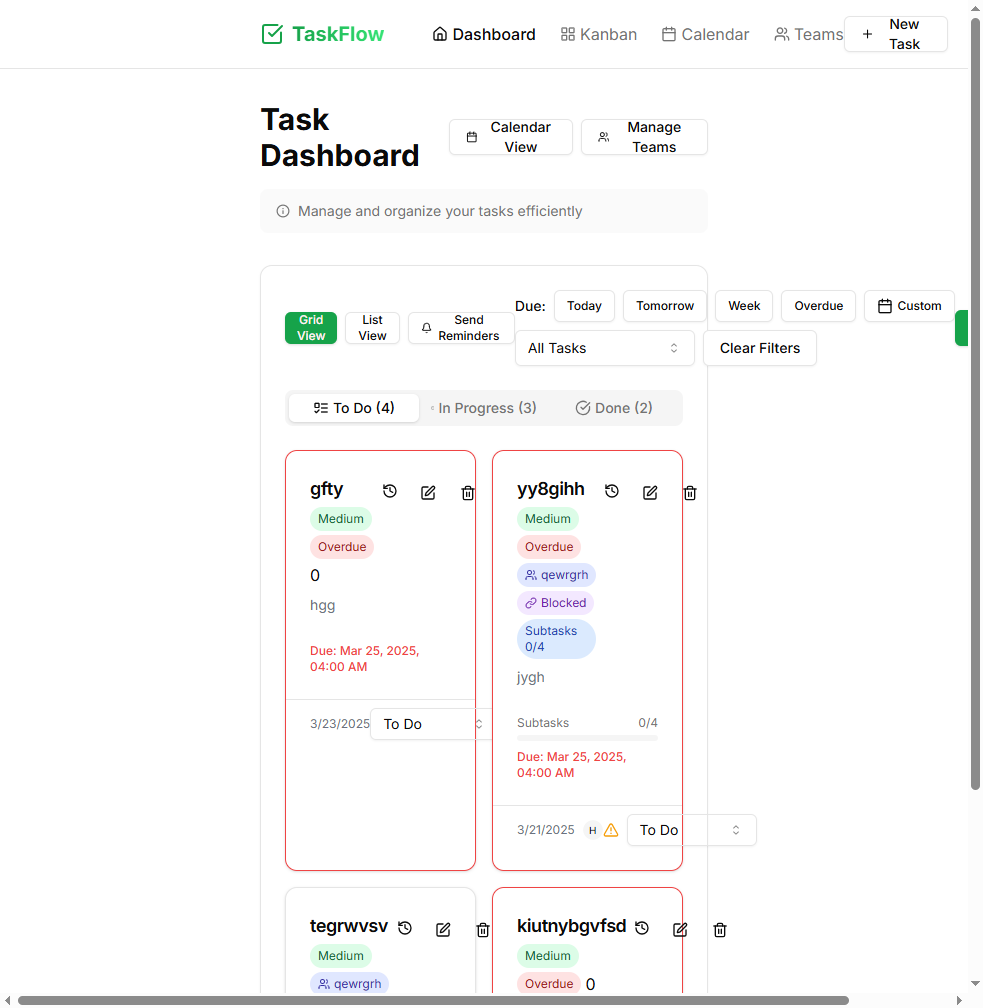 TaskFlow
Dashboard
Kanban
Calendar
Teams
New
Task
Task
Dashboard
Calendar
View
Manage
Teams
Manage and organize your tasks efficiently
Grid
View
List
View
Send
Reminders
Due:
Today
Tomorrow
Week
Overdue
Custom
All Tasks
Clear Filters
To Do (4)
In Progress (3)
Done (2)
gfty
Medium
Overdue
0
hgg
Due: Mar 25, 2025,
04:00 AM
3/23/2025
To Do
yy8gihh
Medium
Overdue
qewrgrh
Blocked
Subtasks
0/4
jygh
Subtasks 0/4
Due: Mar 25, 2025,
04:00 AM
3/21/2025
H
To Do
tegrwvsv
Medium
qewrgrh
kiutnybgvfsd
Medium
Overdue 0